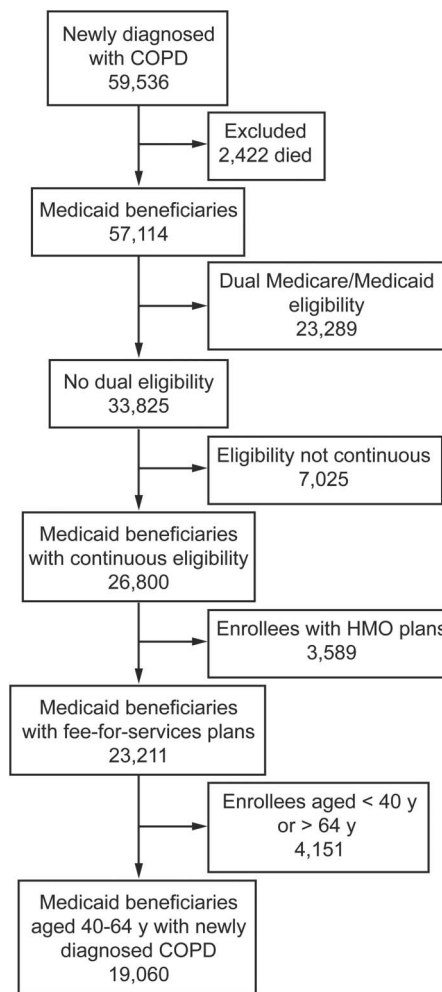 Newly diagnosed
with COPD
59,536
Excluded
2,422 died
Medicaid beneficiaries
57,114
Dual Medicare/Medicaid
eligibility
23,289
No dual eligibility
33,825
Eligibility not continuous
7,025
Medicaid beneficiaries
with continuous eligibility
26,800
Enrollees with HMO plans
3,589
Medicaid beneficiaries
with fee-for-services plans
23,211
Enrollees aged < 40 y
or > 64 y
4,151
Medicaid beneficiaries
aged 40-64 y with newly
diagnosed COPD
19,060